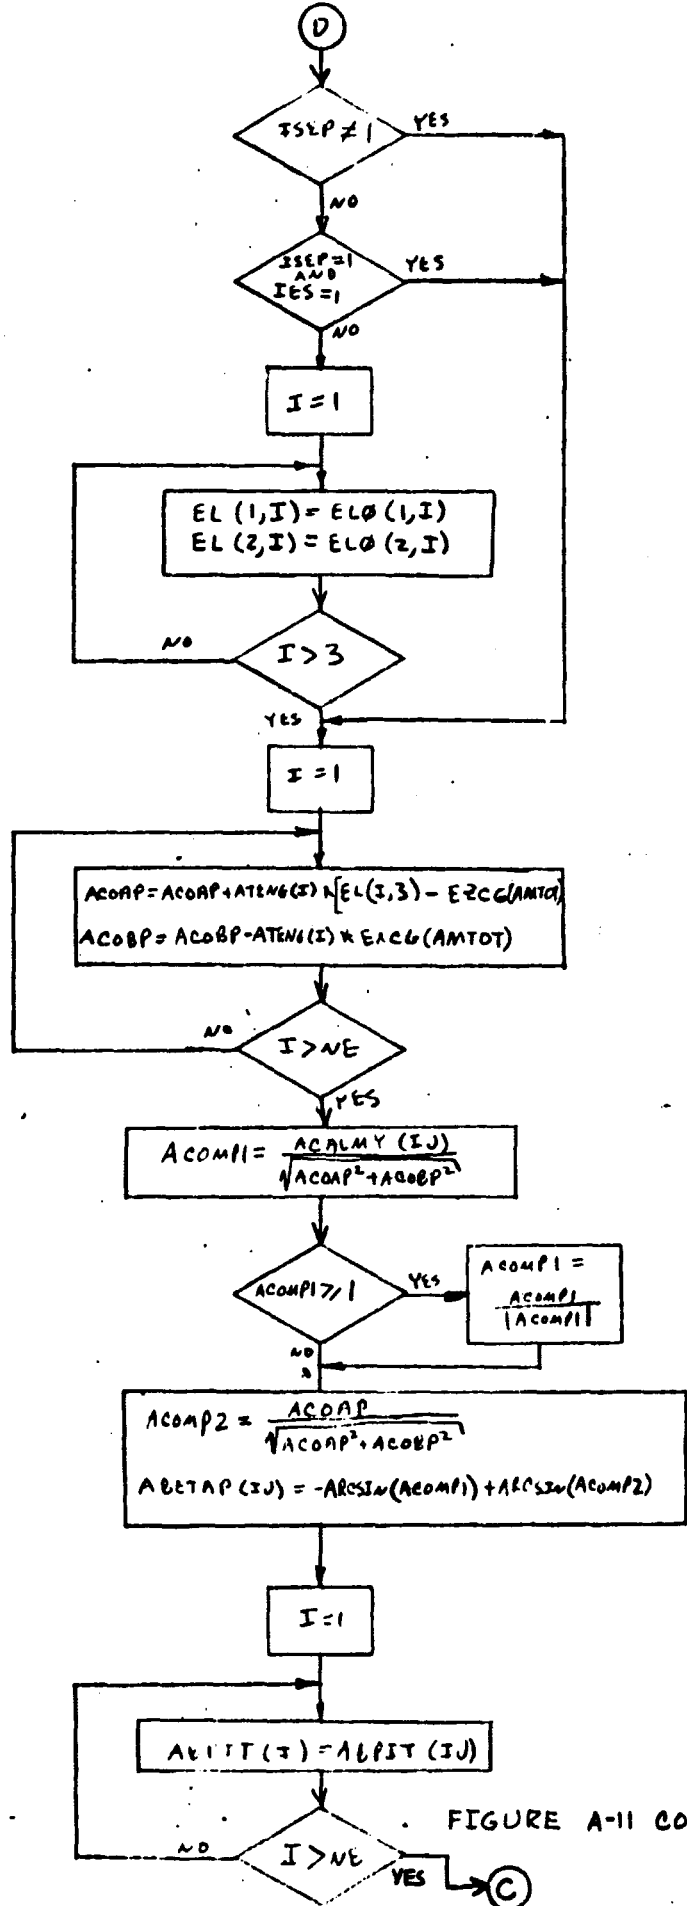 D
ISEP ≠ 1
YES
NO
ISEP=1
AND
IES=1
YES
NO
I = 1
EL (1,I) = ELØ (1,I)
EL (2,I) = ELØ (2,I)
NO
I > 3
YES
I = 1
ACOAP = ACOAP + ATENG(I) * [EL(I,3) - EZCG(AMTOT)
ACOBP = ACOBP - ATENG(I) * EXCG(AMTOT)
NO
I > NE
YES
ACOMP1 = ACALMY (IJ) / √ACOAP² + ACOBP²
ACOMP1 ≥ 1
YES
ACOMP1 =
ACOMP1
|ACOMP1|
NO
ACOMP2 = ACOAP / √ACOAP² + ACOBP²
ABETAP (IJ) = -ARCSIN(ACOMP1) + ARCSIN(ACOMP2)
I = 1
(I) = (IJ)
NO
I > NE
YES
C
FIGURE A-11 CO